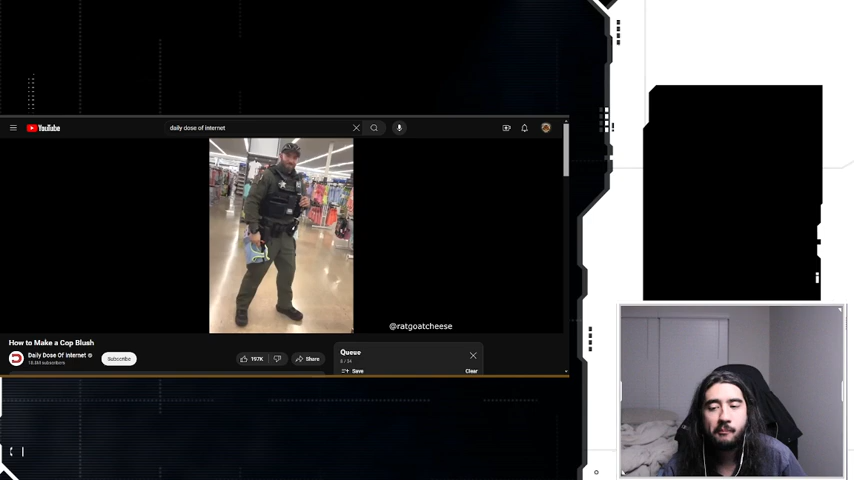 YouTube
daily dose of internet
@ratgoatcheese
How to Make a Cop Blush
Daily Dose Of Internet
Subscribe
197K
Share
Queue
Save
Clear